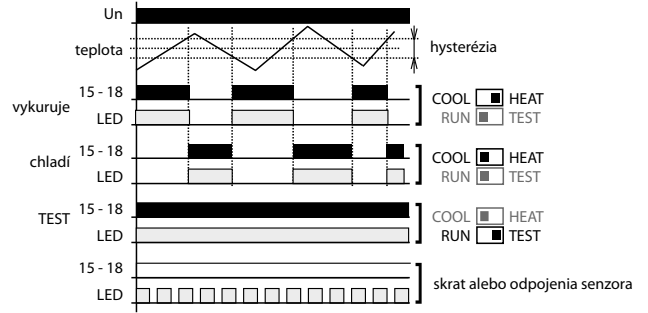 Un
teplota
hysterézia
vykuruje
15 - 18
COOL HEAT
LED
RUN TEST
chladí
15 - 18
COOL HEAT
LED
RUN TEST
TEST
15 - 18
COOL HEAT
LED
RUN TEST
15 - 18
skrat alebo odpojenia senzora
LED